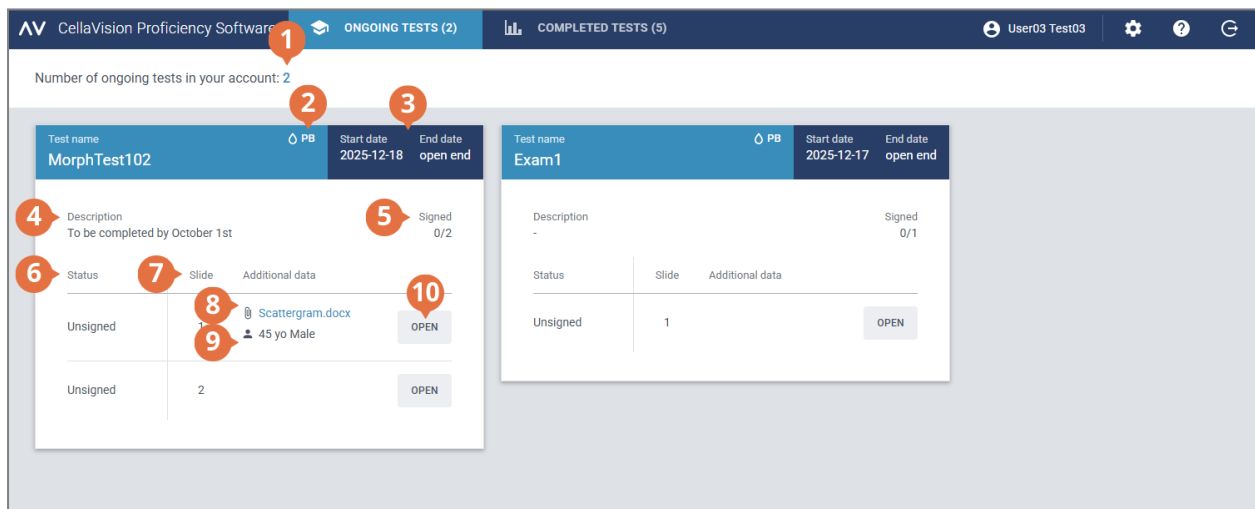 CellaVision Proficiency Software
ONGOING TESTS (2)
COMPLETED TESTS (5)
User03 Test03
1
Number of ongoing tests in your account: 2
2
3
Test name
PB
Start date
End date
MorphTest102
2025-12-18
open end
4
Description
5
Signed
To be completed by October 1st
0/2
6
Status
7
Slide
Additional data
8
Scattergram.docx
10
Unsigned
1
9
45 yo Male
OPEN
Unsigned
2
OPEN
Test name
PB
Start date
End date
Exam1
2025-12-17
open end
Description
Signed
-
0/1
Status
Slide
Additional data
Unsigned
1
OPEN